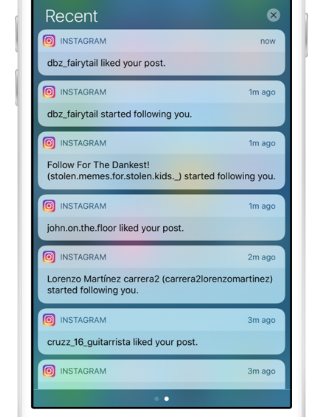 Recent
INSTAGRAM now
dbz_fairytail liked your post.
INSTAGRAM 1m ago
dbz_fairytail started following you.
INSTAGRAM 1m ago
Follow For The Dankest!
(stolen.memes.for.stolen.kids._) started following you.
INSTAGRAM 1m ago
john.on.the.floor liked your post.
INSTAGRAM 2m ago
Lorenzo Martínez carrera2 (carrera2lorenzomartinez)
started following you.
INSTAGRAM 3m ago
cruzz_16_guitarrista liked your post.
INSTAGRAM 3m ago